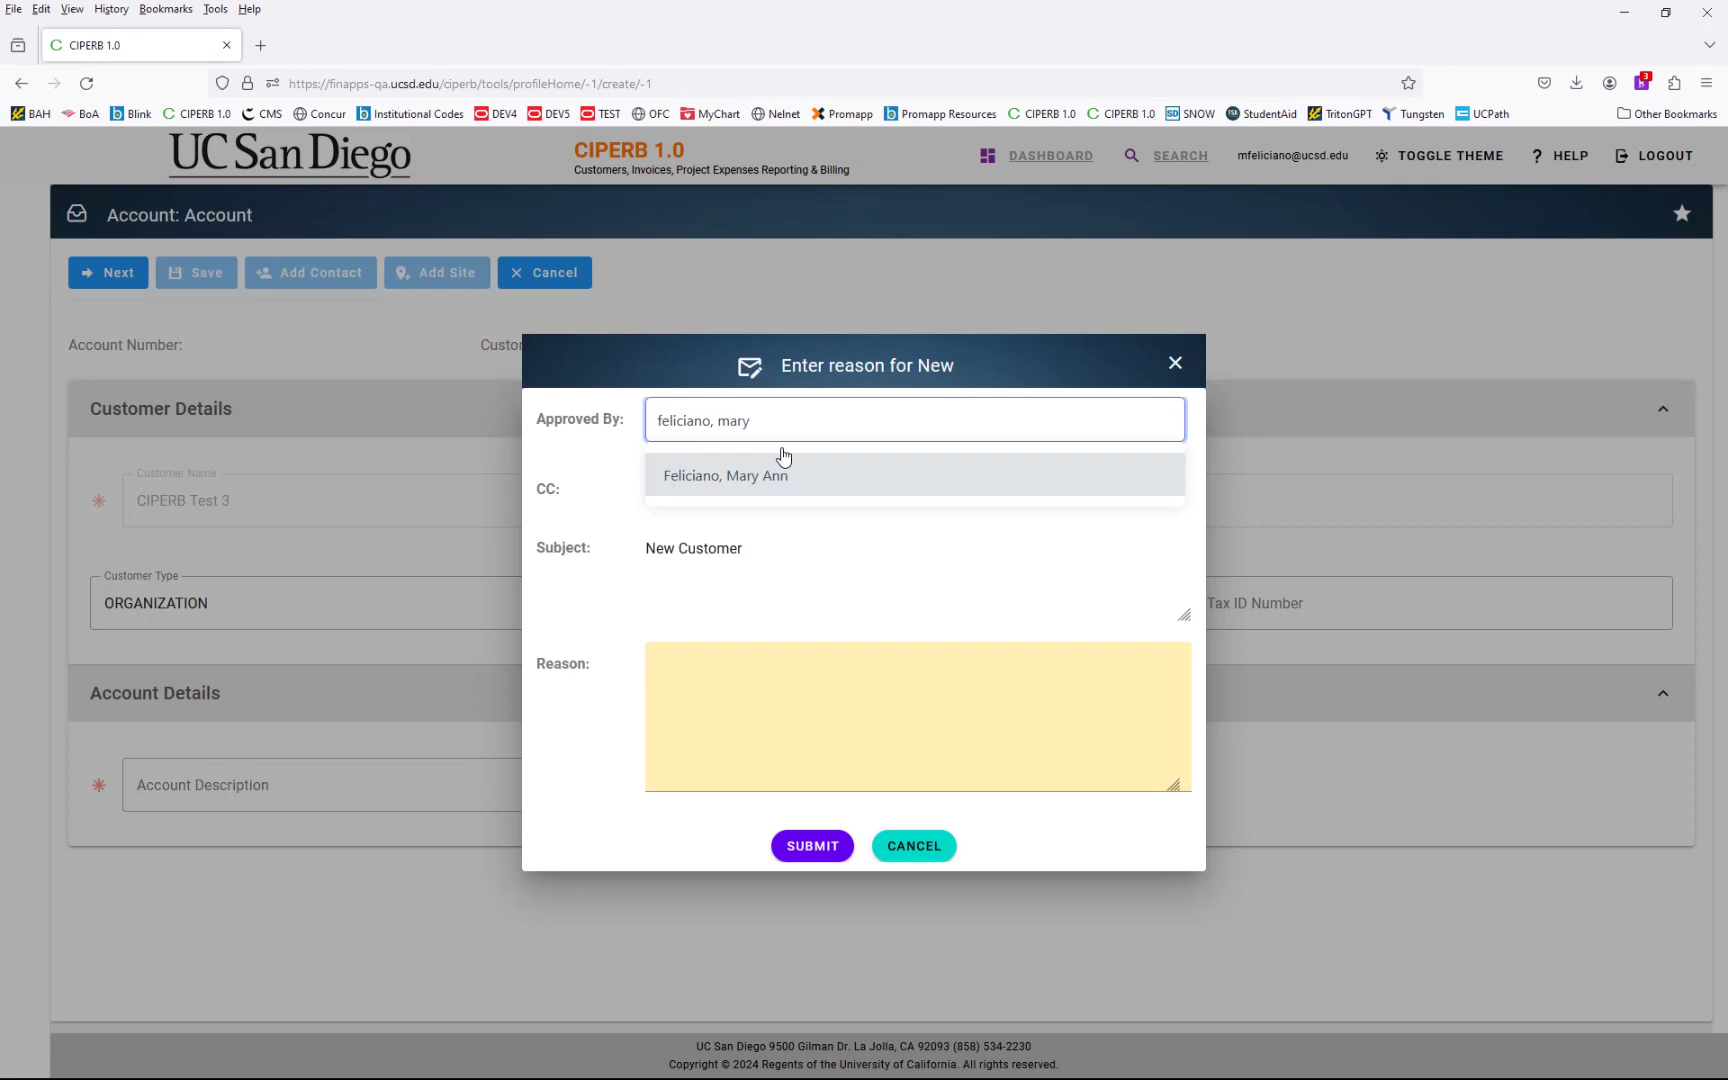 File Edit View History Bookmarks Tools Help
CIPERB 1.0
https://finapps-qa.ucsd.edu/ciperb/tools/profileHome/-1/create/-1
3
BAH BoA Blink CIPERB 1.0 CMS Concur Institutional Codes DEV4 DEV5 TEST OFC MyChart Nelnet Promapp Promapp Resources CIPERB 1.0 CIPERB 1.0 SNOW StudentAid TritonGPT Tungsten UCPath Other Bookmarks
UC San Diego
CIPERB 1.0
Customers, Invoices, Project Expenses Reporting & Billing
DASHBOARD SEARCH mfeliciano@ucsd.edu TOGGLE THEME ? HELP LOGOUT
Account: Account
Next Save Add Contact Add Site Cancel
Account Number: Custo
Enter reason for New
Customer Details
Approved By: feliciano, mary
Feliciano, Mary Ann
CC:
Customer Name
CIPERB Test 3
Subject: New Customer
Customer Type
ORGANIZATION
Tax ID Number
Reason:
Account Details
Account Description
SUBMIT CANCEL
UC San Diego 9500 Gilman Dr. La Jolla, CA 92093 (858) 534-2230
Copyright © 2024 Regents of the University of California. All rights reserved.